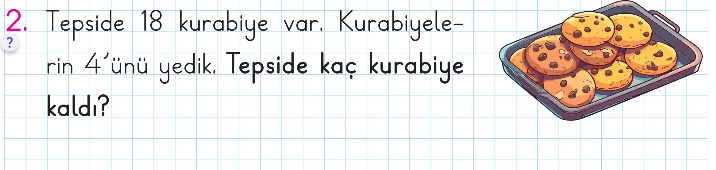 2. Tepside 18 kurabiye var. Kurabiyele-
?
rin 4'ünü yedik. Tepside kaç kurabiye
kaldı?